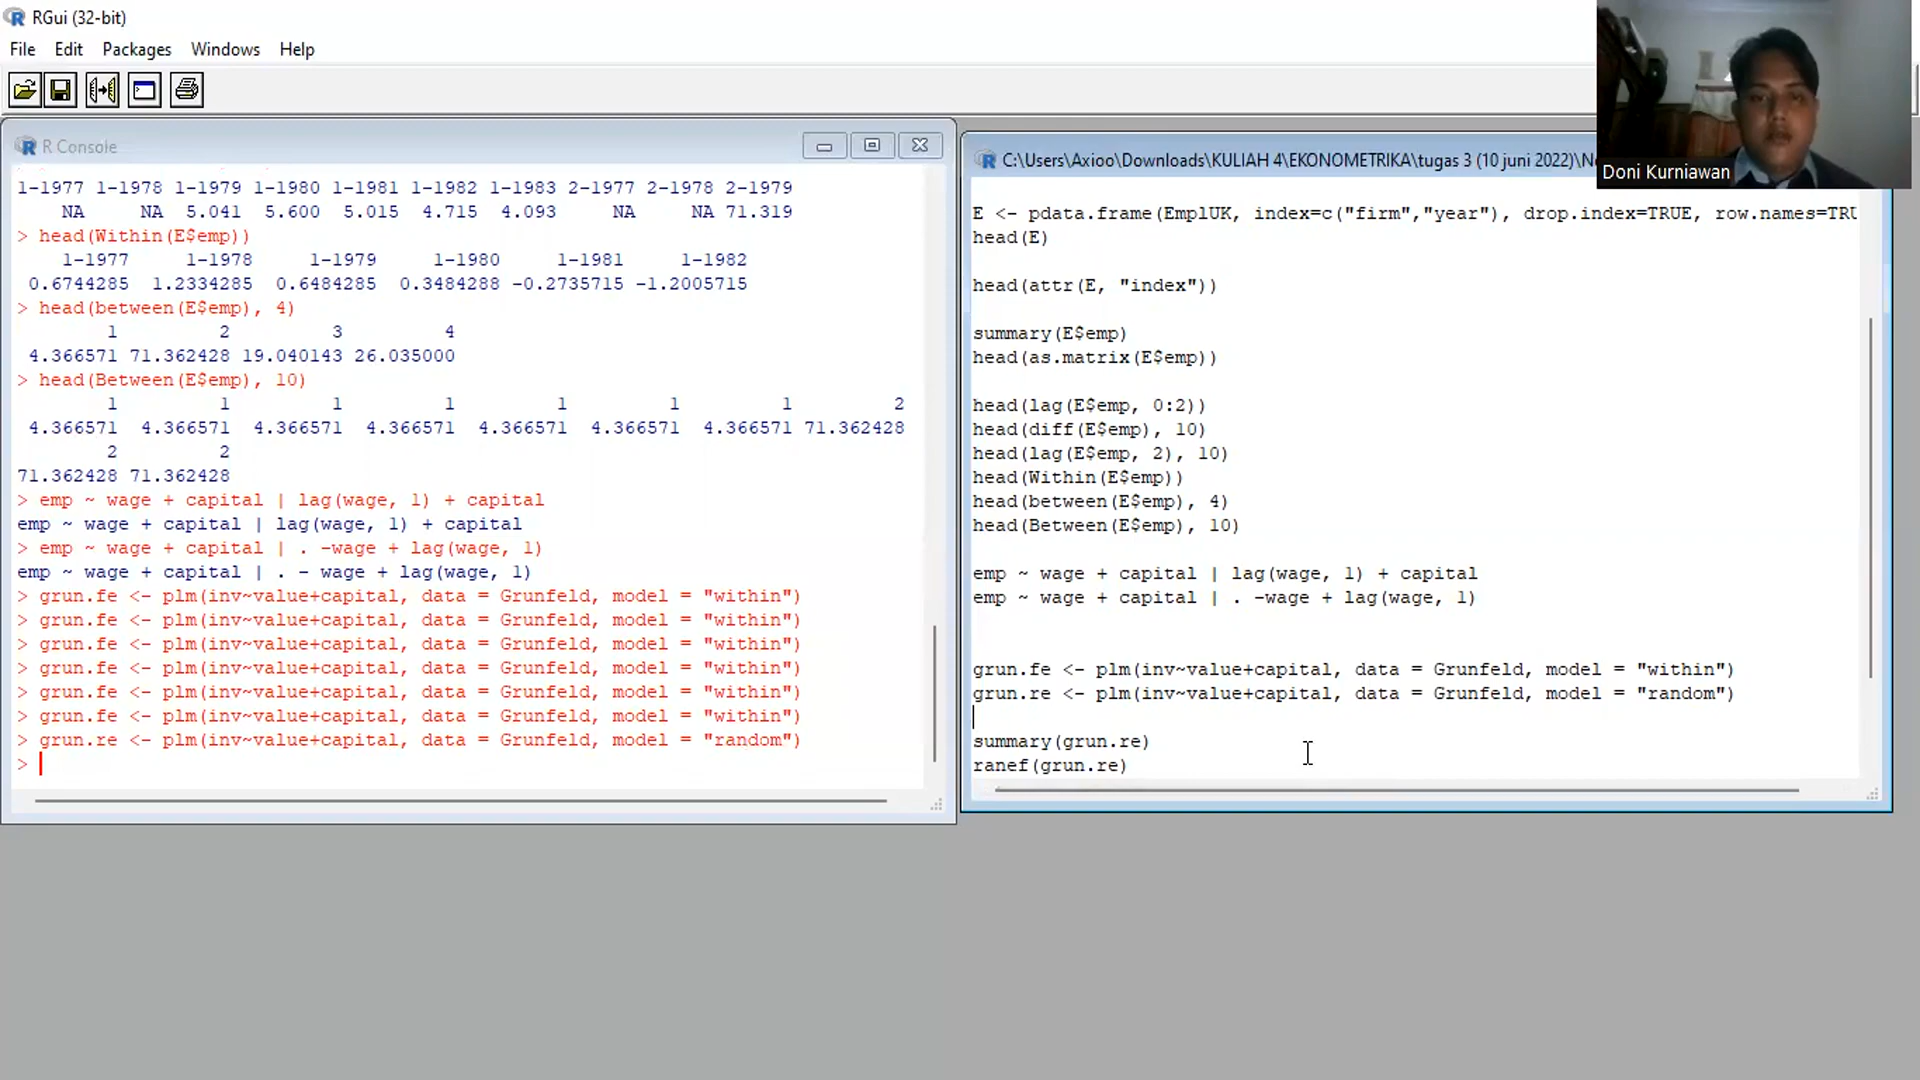 RGui (32-bit)
File Edit Packages Windows Help
R Console
1-1977 1-1978 1-1979 1-1980 1-1981 1-1982 1-1983 2-1977 2-1978 2-1979
NA NA 5.041 5.600 5.015 4.715 4.093 NA NA 71.319
> head(Within(E$emp))
1-1977 1-1978 1-1979 1-1980 1-1981 1-1982
0.6744285 1.2334285 0.6484285 0.3484288 -0.2735715 -1.2005715
> head(between(E$emp), 4)
1 2 3 4
4.366571 71.362428 19.040143 26.035000
> head(Between(E$emp), 10)
1 1 1 1 1 1 1 2
4.366571 4.366571 4.366571 4.366571 4.366571 4.366571 4.366571 71.362428
2 2
71.362428 71.362428
> emp ~ wage + capital | lag(wage, 1) + capital
emp ~ wage + capital | lag(wage, 1) + capital
> emp ~ wage + capital | . -wage + lag(wage, 1)
emp ~ wage + capital | . - wage + lag(wage, 1)
> grun.fe <- plm(inv~value+capital, data = Grunfeld, model = "within")
> grun.fe <- plm(inv~value+capital, data = Grunfeld, model = "within")
> grun.fe <- plm(inv~value+capital, data = Grunfeld, model = "within")
> grun.fe <- plm(inv~value+capital, data = Grunfeld, model = "within")
> grun.fe <- plm(inv~value+capital, data = Grunfeld, model = "within")
> grun.fe <- plm(inv~value+capital, data = Grunfeld, model = "within")
> grun.re <- plm(inv~value+capital, data = Grunfeld, model = "random")
>
C:\Users\Axioo\Downloads\KULIAH 4\EKONOMETRIKA\tugas 3 (10 juni 2022)\N
Doni Kurniawan
E <- pdata.frame(EmplUK, index=c("firm","year"), drop.index=TRUE, row.names=TRU
head(E)
head(attr(E, "index"))
summary(E$emp)
head(as.matrix(E$emp))
head(lag(E$emp, 0:2))
head(diff(E$emp), 10)
head(lag(E$emp, 2), 10)
head(Within(E$emp))
head(between(E$emp), 4)
head(Between(E$emp), 10)
emp ~ wage + capital | lag(wage, 1) + capital
emp ~ wage + capital | . -wage + lag(wage, 1)
grun.fe <- plm(inv~value+capital, data = Grunfeld, model = "within")
grun.re <- plm(inv~value+capital, data = Grunfeld, model = "random")
summary(grun.re)
ranef(grun.re)